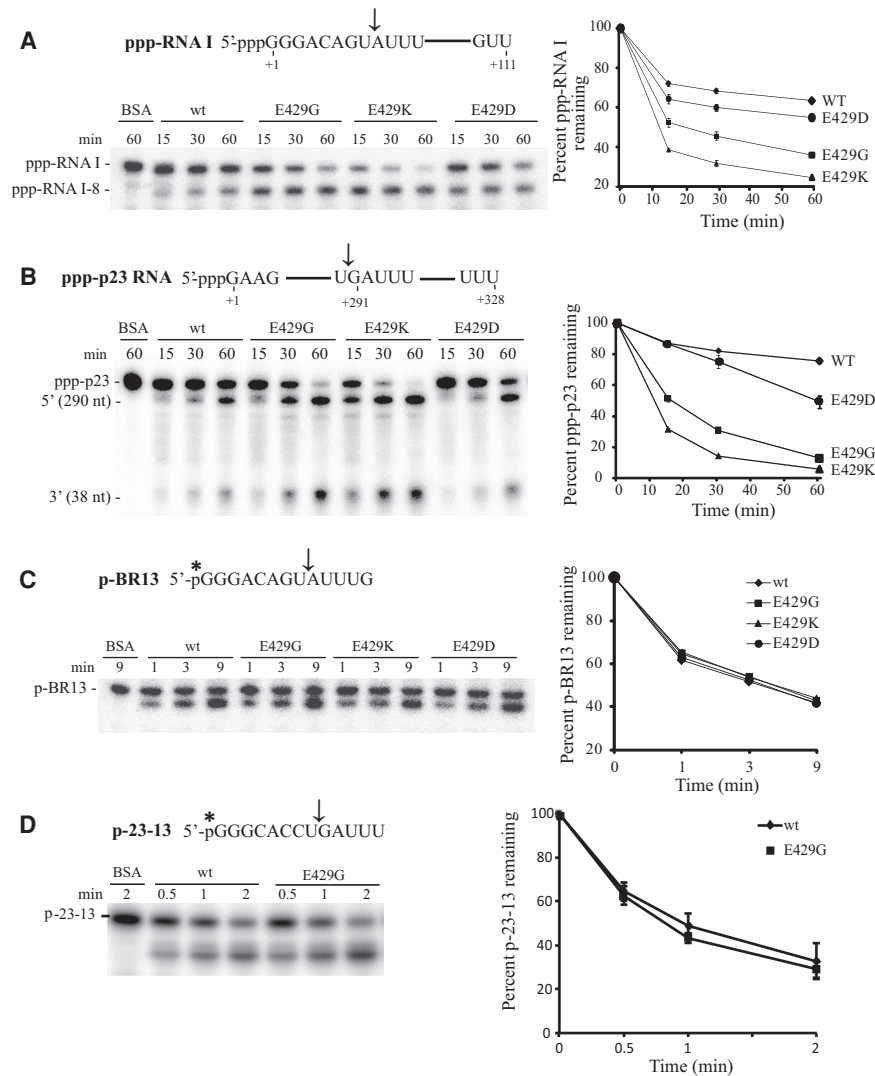 A
ppp-RNA I 5'-pppGGGACAGUAUUU GUU
+1 +111
BSA wt E429G E429K E429D
min 60 15 30 60 15 30 60 15 30 60 15 30 60
ppp-RNA I -
ppp-RNA I-8 -
Percent ppp-RNA I
remaining
100
80
60
40
20
0 10 20 30 40 50 60
Time (min)
WT
E429D
E429G
E429K
B
ppp-p23 RNA 5'-pppGAAG UGAUUU UUU
+1 +291 +328
BSA wt E429G E429K E429D
min 60 15 30 60 15 30 60 15 30 60 15 30 60
ppp-p23 -
5' (290 nt) -
3' (38 nt) -
Percent ppp-p23 remaining
100
80
60
40
20
0
0 10 20 30 40 50 60
Time (min)
WT
E429D
E429G
E429K
C
p-BR13 5'-pGGGACAGUAUUUG
*
BSA wt E429G E429K E429D
min 9 1 3 9 1 3 9 1 3 9 1 3 9
p-BR13 -
Percent p-BR13 remaining
100
80
60
40
20
0 1 3 9
Time (min)
wt
E429G
E429K
E429D
D
p-23-13 5'-pGGGCACCUGAUUU
*
BSA wt E429G
min 2 0.5 1 2 0.5 1 2
p-23-13
Percent p-23-13 remaining
100
80
60
40
20
0
0 0.5 1 2
Time (min)
wt
E429G